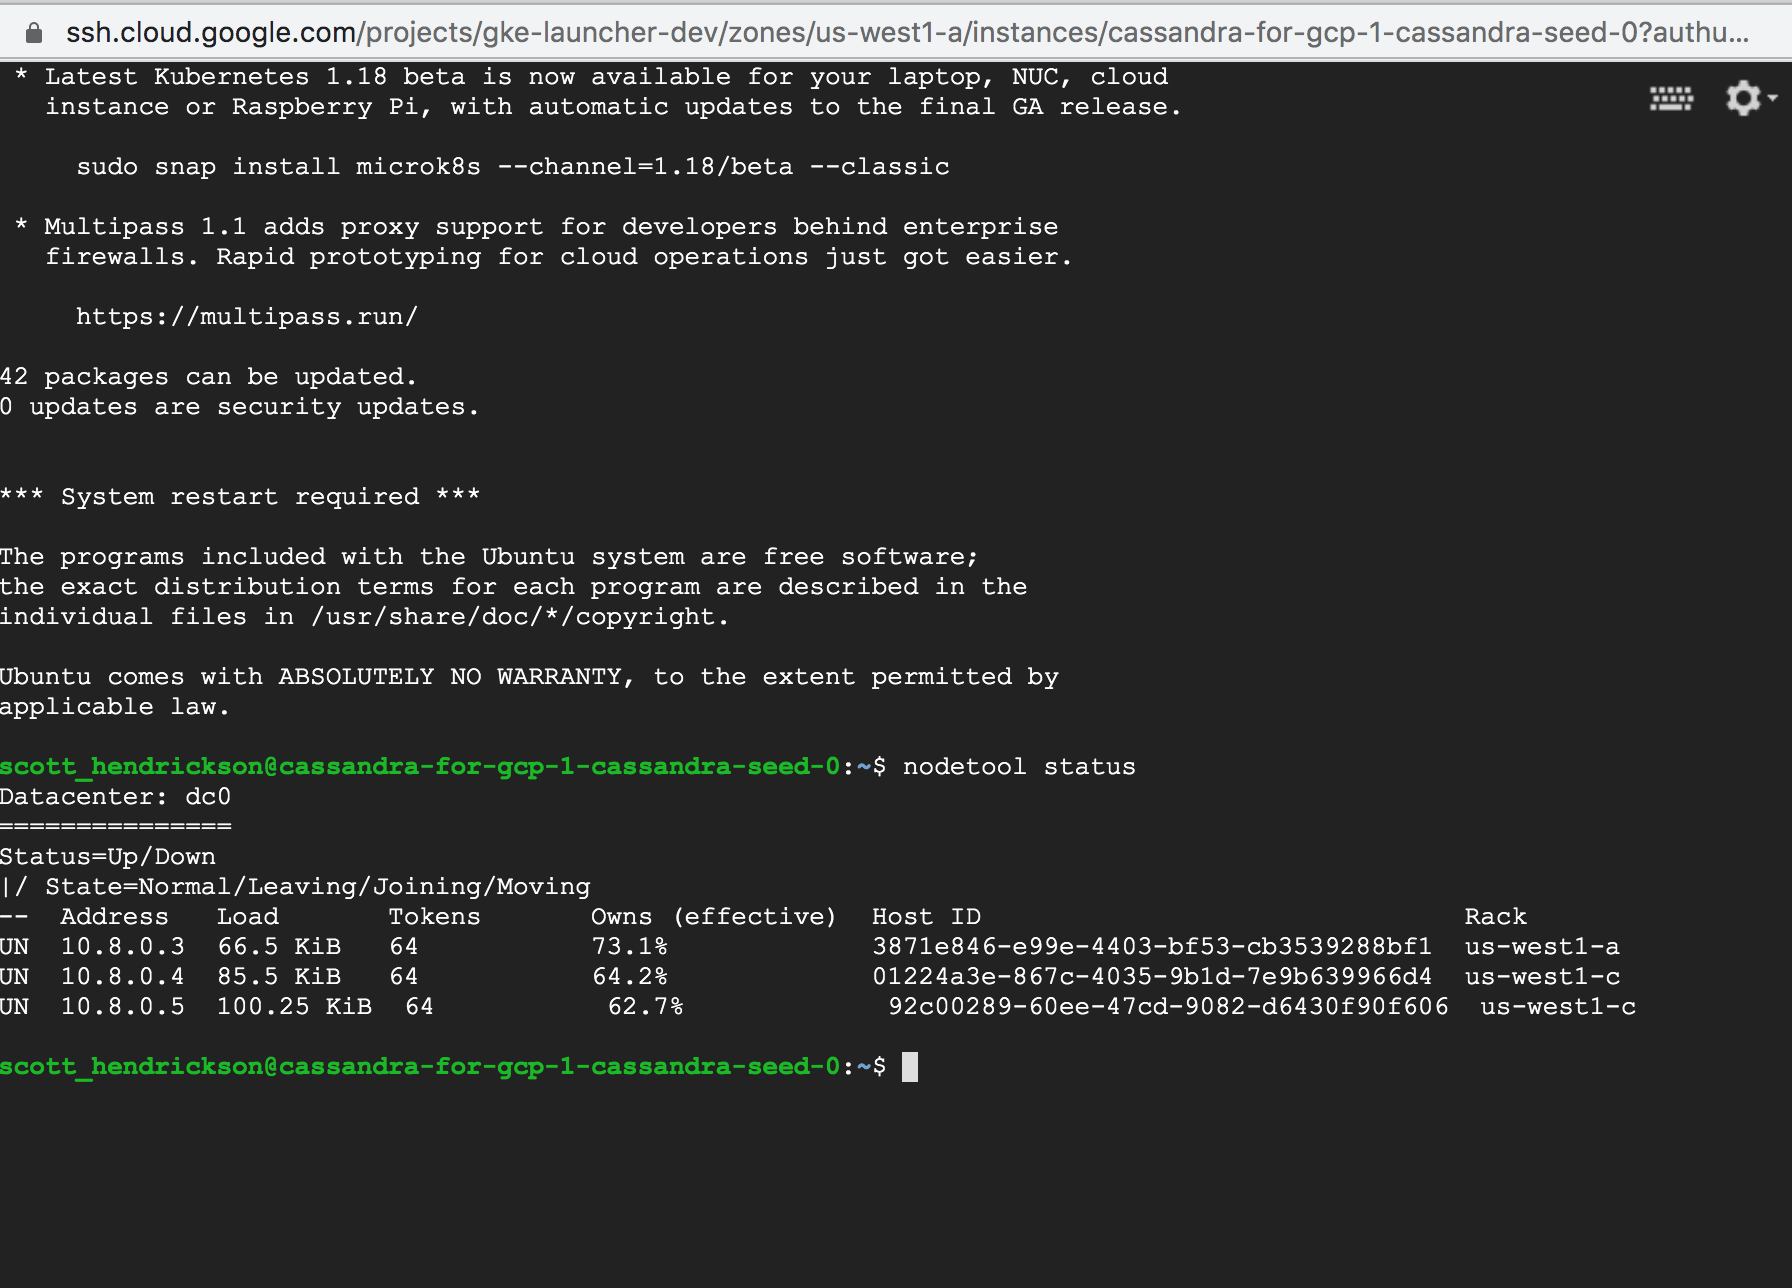 ssh.cloud.google.com/projects/gke-launcher-dev/zones/us-west1-a/instances/cassandra-for-gcp-1-cassandra-seed-0?authu...
* Latest Kubernetes 1.18 beta is now available for your laptop, NUC, cloud
instance or Raspberry Pi, with automatic updates to the final GA release.
sudo snap install microk8s --channel=1.18/beta --classic
* Multipass 1.1 adds proxy support for developers behind enterprise
firewalls. Rapid prototyping for cloud operations just got easier.
https://multipass.run/
42 packages can be updated.
0 updates are security updates.
*** System restart required ***
The programs included with the Ubuntu system are free software;
the exact distribution terms for each program are described in the
individual files in /usr/share/doc/*/copyright.
Ubuntu comes with ABSOLUTELY NO WARRANTY, to the extent permitted by
applicable law.
scott_hendrickson@cassandra-for-gcp-1-cassandra-seed-0:~$ nodetool status
Datacenter: dc0
===============
Status=Up/Down
|/ State=Normal/Leaving/Joining/Moving
--  Address   Load       Tokens       Owns (effective)  Host ID                               Rack
UN  10.8.0.3  66.5 KiB   64           73.1%             3871e846-e99e-4403-bf53-cb3539288bf1  us-west1-a
UN  10.8.0.4  85.5 KiB   64           64.2%             01224a3e-867c-4035-9b1d-7e9b639966d4  us-west1-c
UN  10.8.0.5  100.25 KiB  64           62.7%             92c00289-60ee-47cd-9082-d6430f90f606  us-west1-c
scott_hendrickson@cassandra-for-gcp-1-cassandra-seed-0:~$